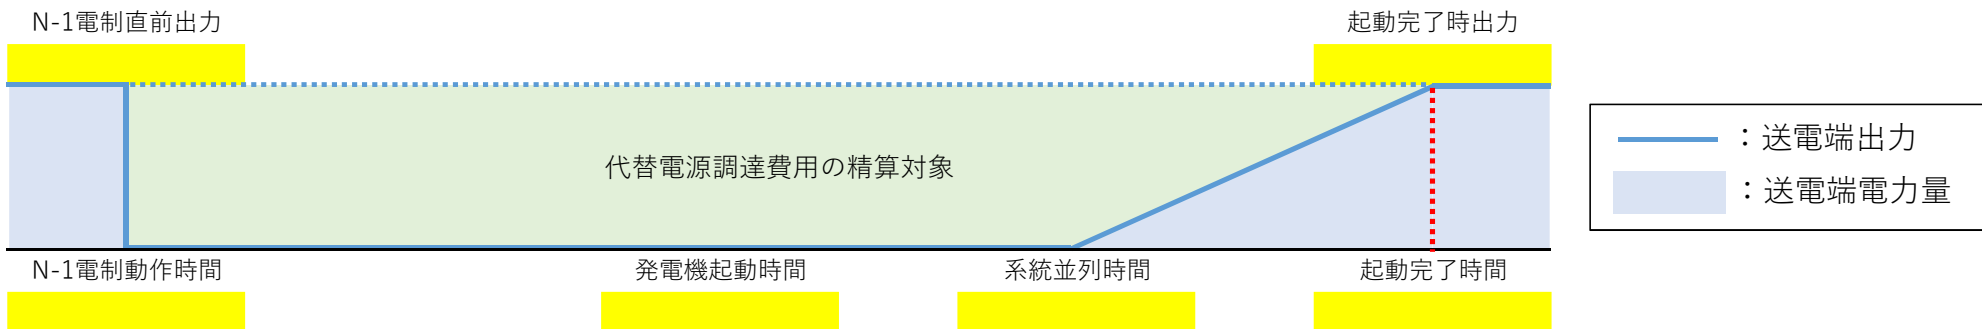 N-1電制直前出力
起動完了時出力
代替電源調達費用の精算対象
：送電端出力
：送電端電力量
N-1電制動作時間
発電機起動時間
系統並列時間
起動完了時間